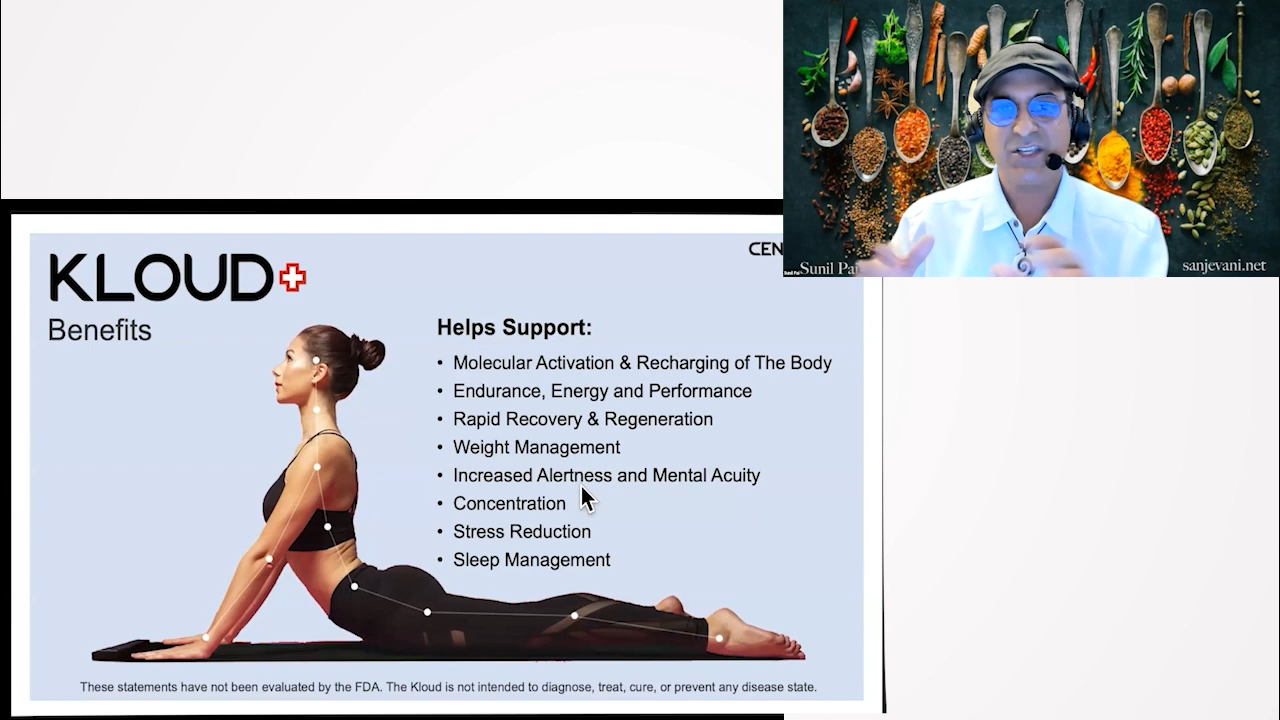 KLOUD
Benefits
CEN
Helps Support:
• Molecular Activation & Recharging of The Body
• Endurance, Energy and Performance
• Rapid Recovery & Regeneration
• Weight Management
• Increased Alertness and Mental Acuity
• Concentration
• Stress Reduction
• Sleep Management
These statements have not been evaluated by the FDA. The Kloud is not intended to diagnose, treat, cure, or prevent any disease state.
Sunil Pa
sanjevani.net